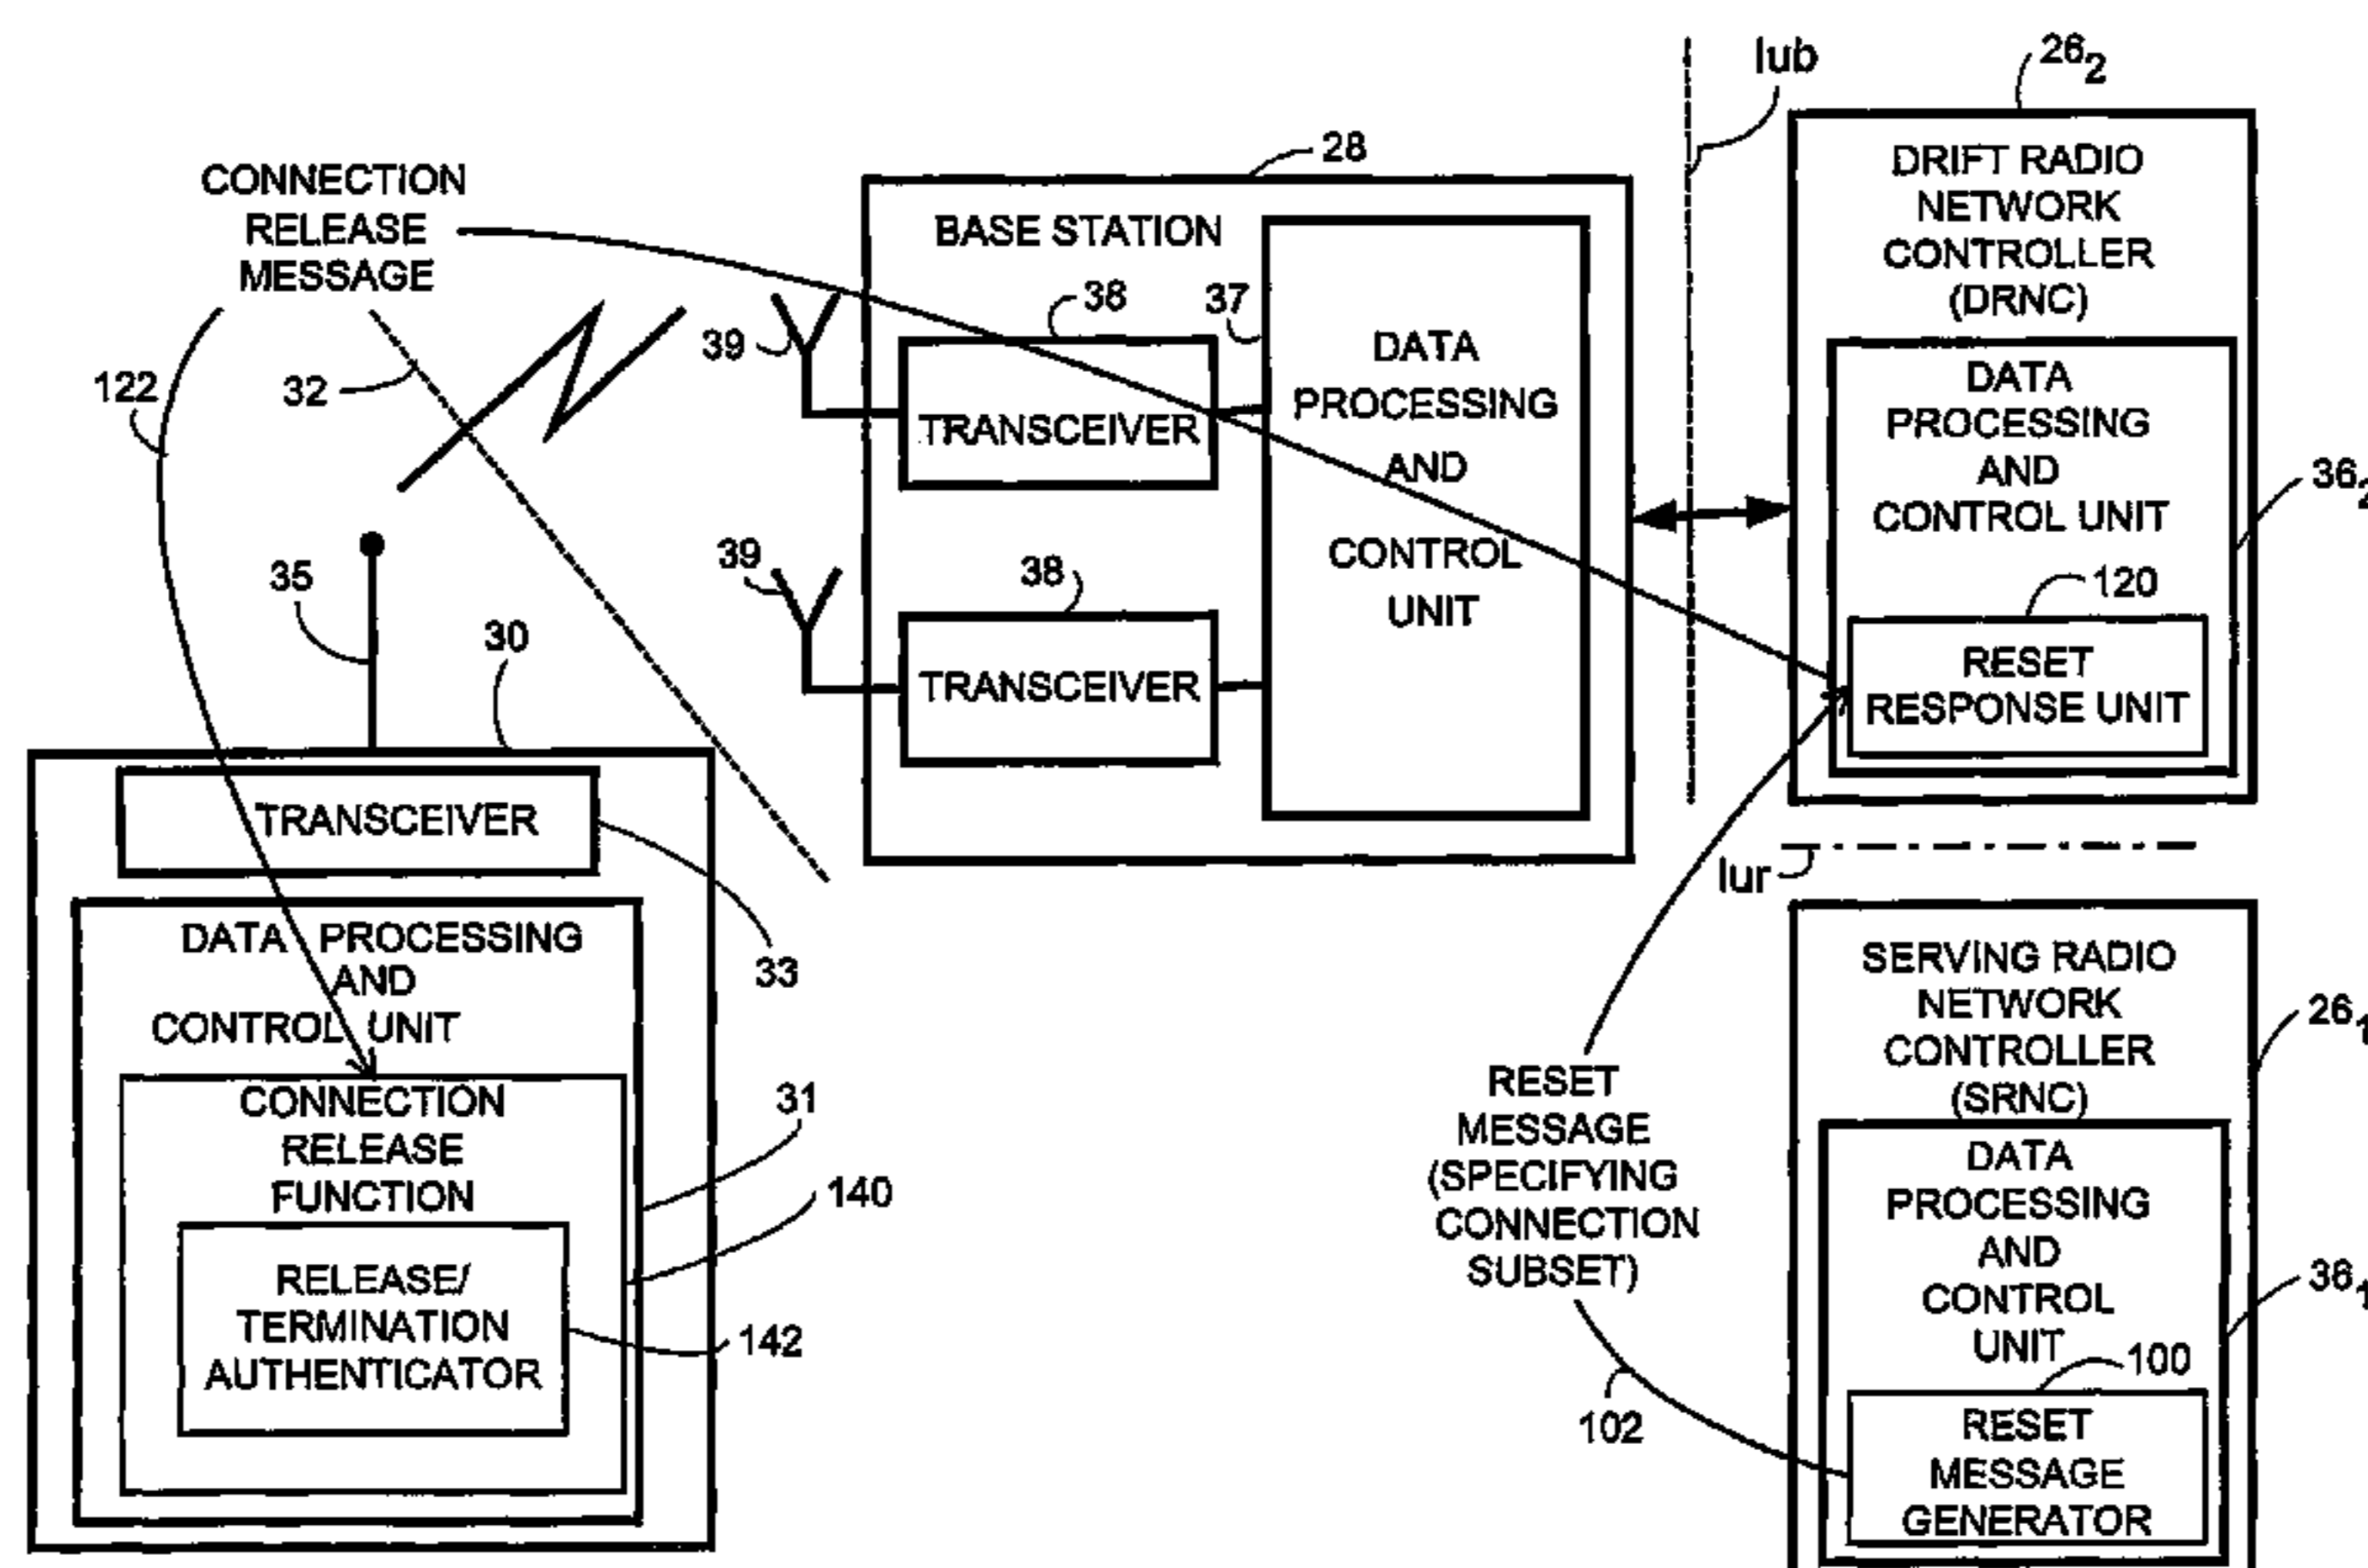 CONNECTION
RELEASE
MESSAGE
122
32
35
30
TRANSCEIVER
33
DATA PROCESSING
AND
CONTROL UNIT
CONNECTION
RELEASE
FUNCTION
31
140
RELEASE/
TERMINATION
AUTHENTICATOR
142
28
BASE STATION
39
38
37
TRANSCEIVER
39
38
TRANSCEIVER
DATA
PROCESSING
AND
CONTROL
UNIT
Iub
26₂
DRIFT RADIO
NETWORK
CONTROLLER
(DRNC)
DATA
PROCESSING
AND
CONTROL UNIT
36₂
120
RESET
RESPONSE UNIT
Iur
RESET
MESSAGE
(SPECIFYING
CONNECTION
SUBSET)
102
SERVING RADIO
NETWORK
CONTROLLER
(SRNC)
26₁
DATA
PROCESSING
AND
CONTROL
UNIT
36₁
100
RESET
MESSAGE
GENERATOR